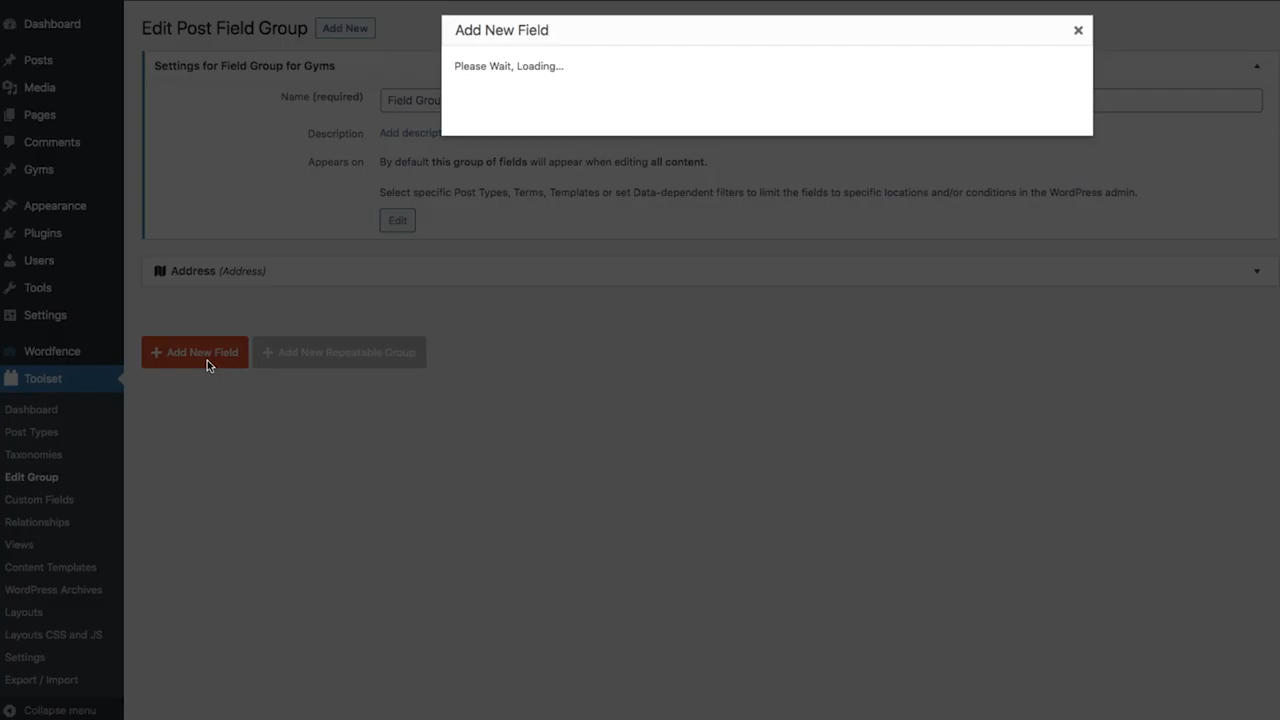 Dashboard
Posts
Media
Pages
Comments
Gyms
Appearance
Plugins
Users
Tools
Settings
Wordfence
Toolset
Dashboard
Post Types
Taxonomies
Edit Group
Custom Fields
Relationships
Views
Content Templates
WordPress Archives
Layouts
Layouts CSS and JS
Settings
Export / Import
Collapse menu
Edit Post Field Group
Add New
Settings for Field Group for Gyms
Name (required)
Field Grou
Description
Add descript
Appears on
By default this group of fields will appear when editing all content.
Select specific Post Types, Terms, Templates or set Data-dependent filters to limit the fields to specific locations and/or conditions in the WordPress admin.
Edit
Address (Address)
+ Add New Field
+ Add New Repeatable Group
Add New Field
×
Please Wait, Loading...